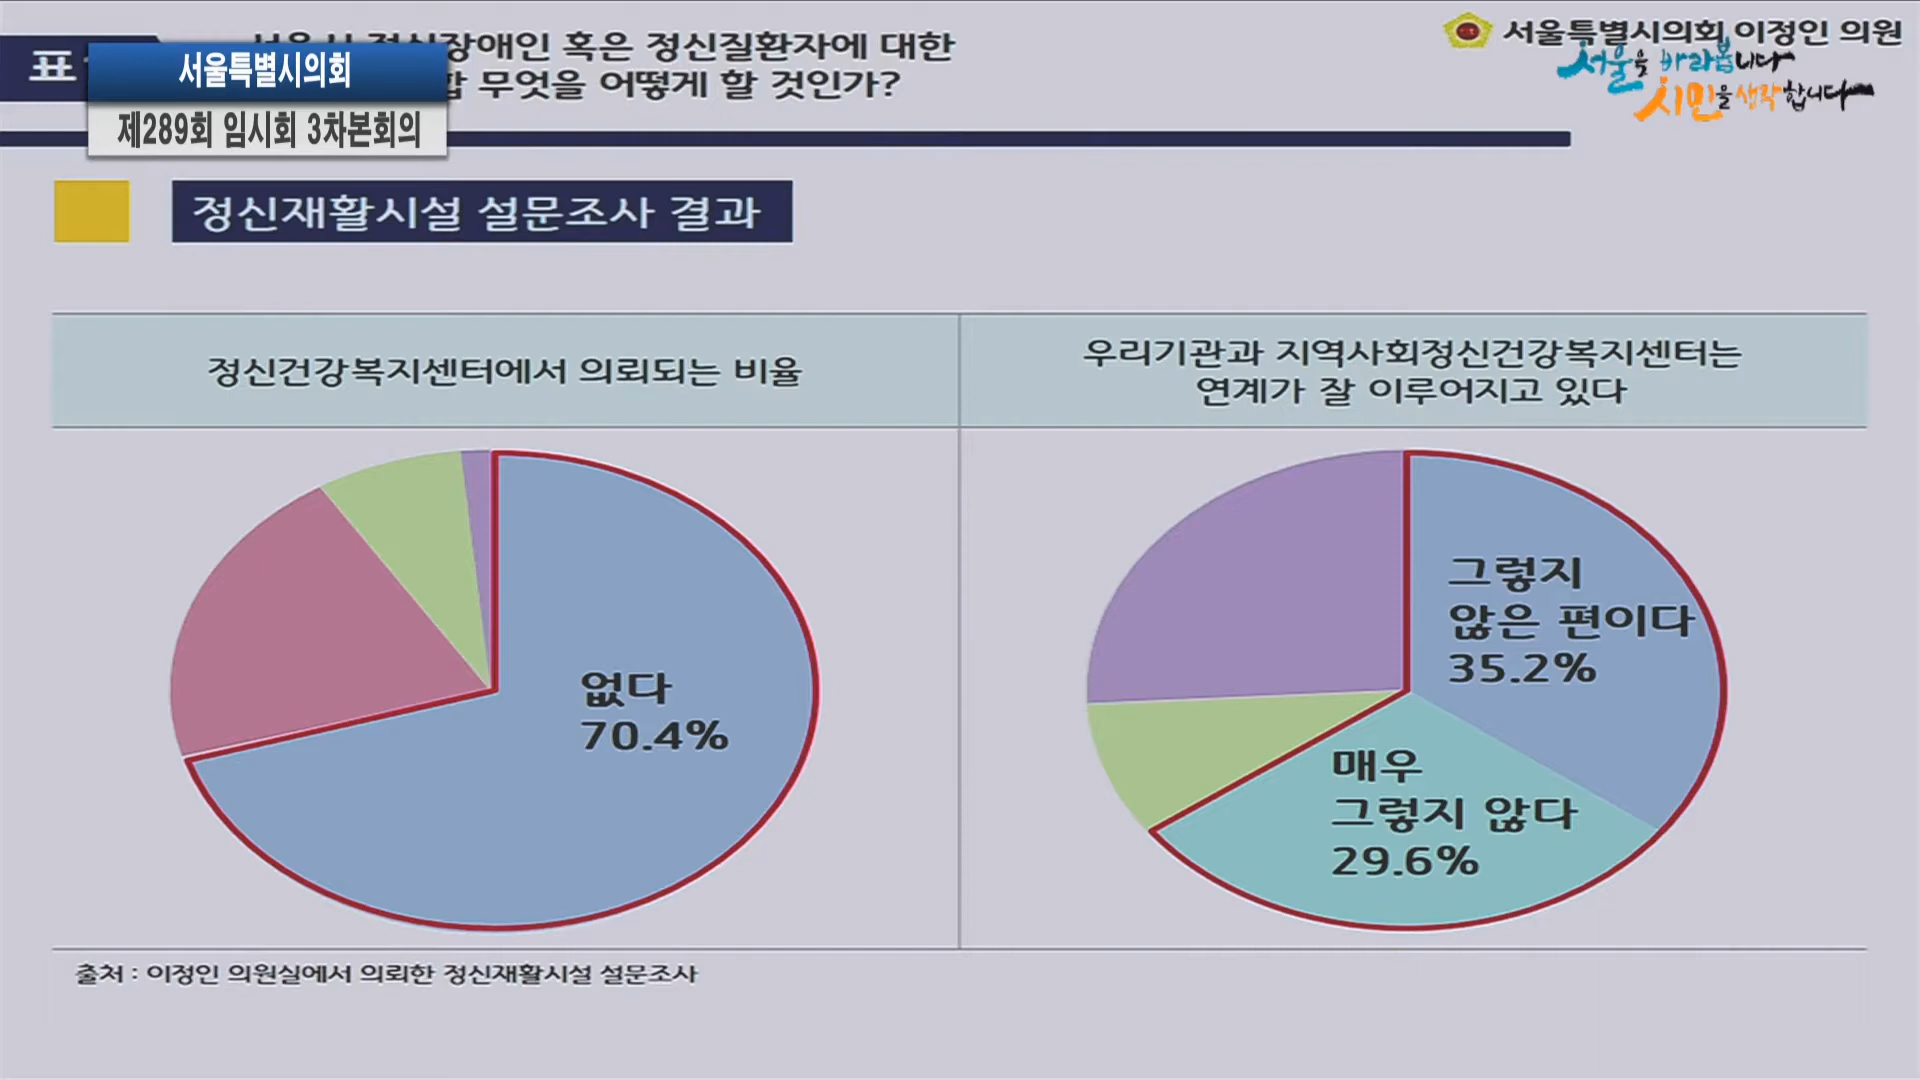 표
서울특별시의회
제289회 임시회 3차본회의
정신장애인 혹은 정신질환자에 대한
무엇을 어떻게 할 것인가?
서울특별시의회 이정인 의원
서울을 바라봅니다
시민을 생각합니다
정신재활시설 설문조사 결과
정신건강복지센터에서 의뢰되는 비율
우리기관과 지역사회정신건강복지센터는
연계가 잘 이루어지고 있다
없다
70.4%
그렇지
않은 편이다
35.2%
매우
그렇지 않다
29.6%
출처 : 이정인 의원실에서 의뢰한 정신재활시설 설문조사